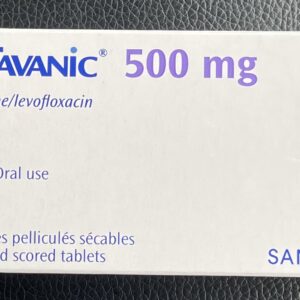 AVANIC® 500 mg
e/levofloxacin
Oral use
es pelliculés sécables
d scored tablets SAN